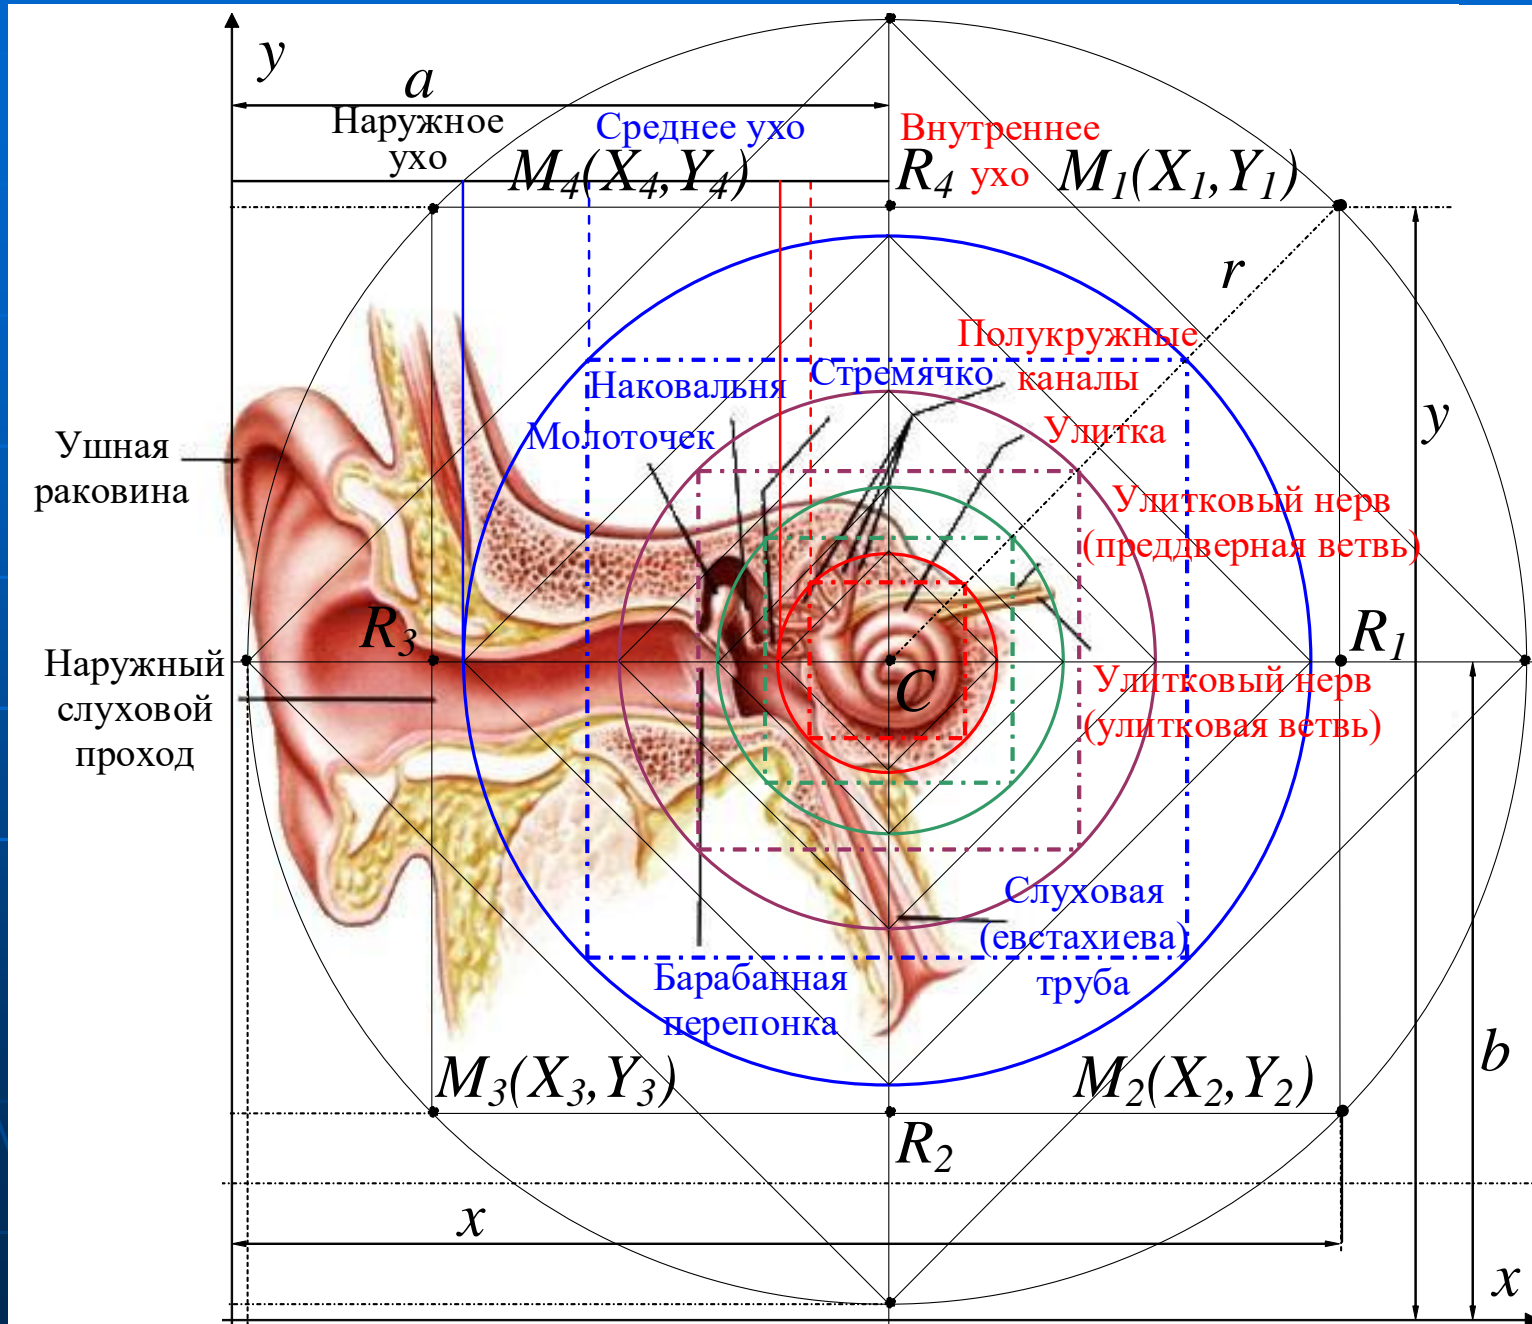 y
a
Наружное
ухо
Среднее ухо
Внутреннее
ухо
M4(X4,Y4)
R4
M1(X1,Y1)
r
Полукружные
каналы
Наковальня
Стремячко
Молоточек
Улитка
y
Ушная
раковина
Улитковый нерв
(преддверная ветвь)
R3
R1
Наружный
слуховой
проход
C
Улитковый нерв
(улитковая ветвь)
Слуховая
(евстахиева)
труба
Барабанная
перепонка
M3(X3,Y3)
M2(X2,Y2)
b
R2
x
x